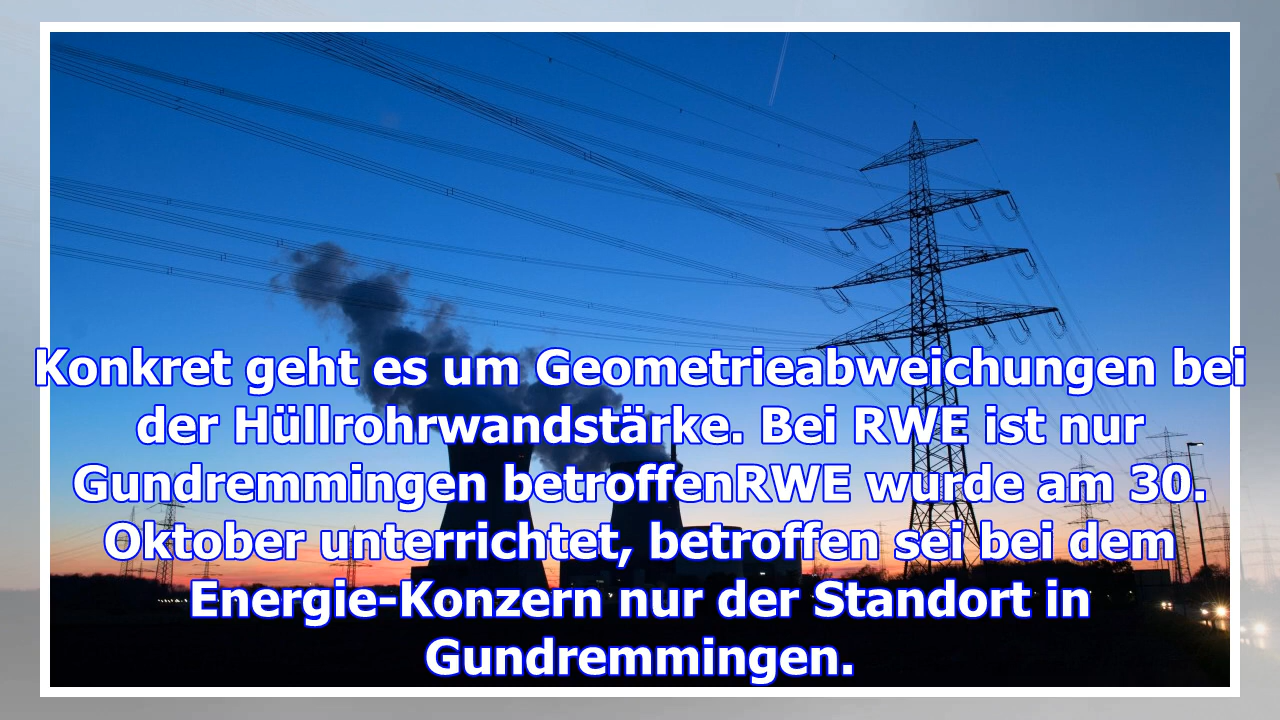 Konkret geht es um Geometrieabweichungen bei
der Hüllrohrwandstärke. Bei RWE ist nur
Gundremmingen betroffenRWE wurde am 30.
Oktober unterrichtet, betroffen sei bei dem
Energie-Konzern nur der Standort in
Gundremmingen.